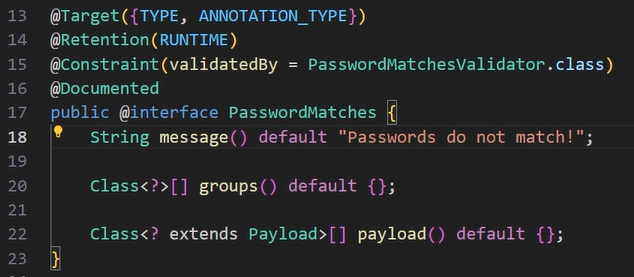 13 @Target({TYPE, ANNOTATION_TYPE})
14 @Retention(RUNTIME)
15 @Constraint(validatedBy = PasswordMatchesValidator.class)
16 @Documented
17 public @interface PasswordMatches {
18     String message() default "Passwords do not match!";
19
20     Class<?>[] groups() default {};
21
22     Class<? extends Payload>[] payload() default {};
23 }